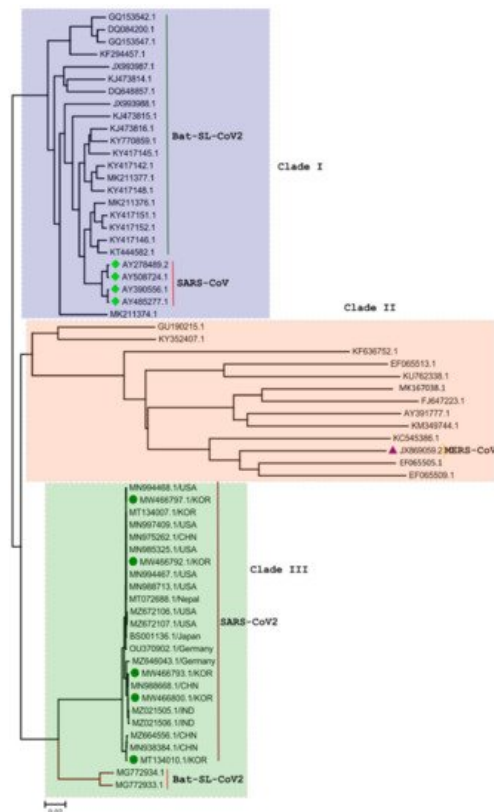 GQ153542.1
DQ084200.1
GQ153547.1
KF294457.1
JX993987.1
KJ473814.1
DQ648857.1
JX993988.1
KJ473815.1
KJ473816.1
Bat-SL-CoV2
KY770859.1
KY417145.1
KY417142.1
Clade I
MK211377.1
KY417148.1
MK211376.1
KY417151.1
KY417152.1
KY417146.1
KT444582.1
AY278489.2
AY508724.1
SARS-CoV
AY390556.1
AY485277.1
Clade II
MK211374.1
GU190215.1
KY352407.1
KF636752.1
EF065513.1
KU762338.1
MK167038.1
FJ647223.1
AY391777.1
KM349744.1
KC545386.1
JX869059.2 MERS-CoV
EF065505.1
EF065509.1
MN994468.1/USA
MW466797.1/KOR
MT134007.1/KOR
MN997409.1/USA
MN975262.1/CHN
MN985325.1/USA
MW466792.1/KOR
Clade III
MN994467.1/USA
MN988713.1/USA
MT072688.1/Nepal
MZ672106.1/USA
SARS-CoV2
MZ672107.1/USA
BS001136.1/Japan
OU370902.1/Germany
MZ646043.1/Germany
MW466793.1/KOR
MN988668.1/CHN
MW466800.1/KOR
MZ021505.1/IND
MZ021506.1/IND
MZ664556.1/CHN
MN938384.1/CHN
MT134010.1/KOR
MG772934.1
Bat-SL-CoV2
MG772933.1